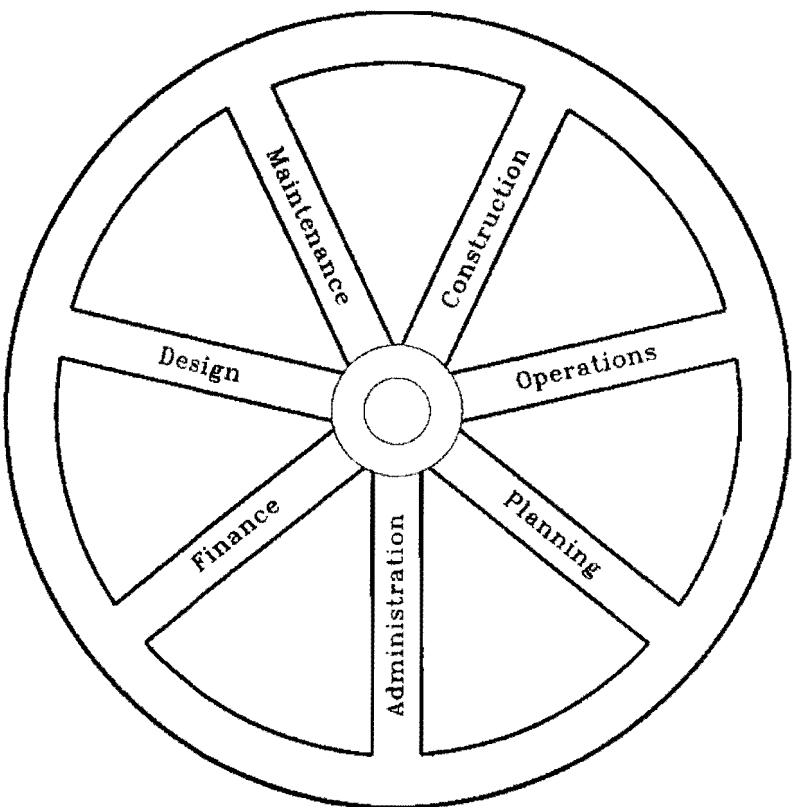 Maintenance
Construction
Design
Operations
Finance
Planning
Administration